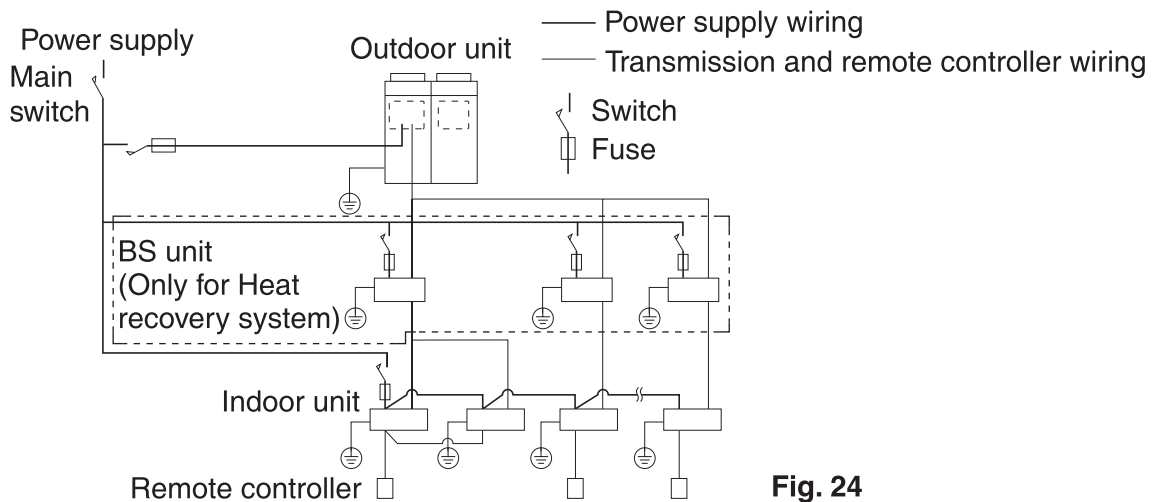 Power supply
Main
switch
Outdoor unit
Power supply wiring
Transmission and remote controller wiring
Switch
Fuse
BS unit
(Only for Heat
recovery system)
Indoor unit
Remote controller
Fig. 24